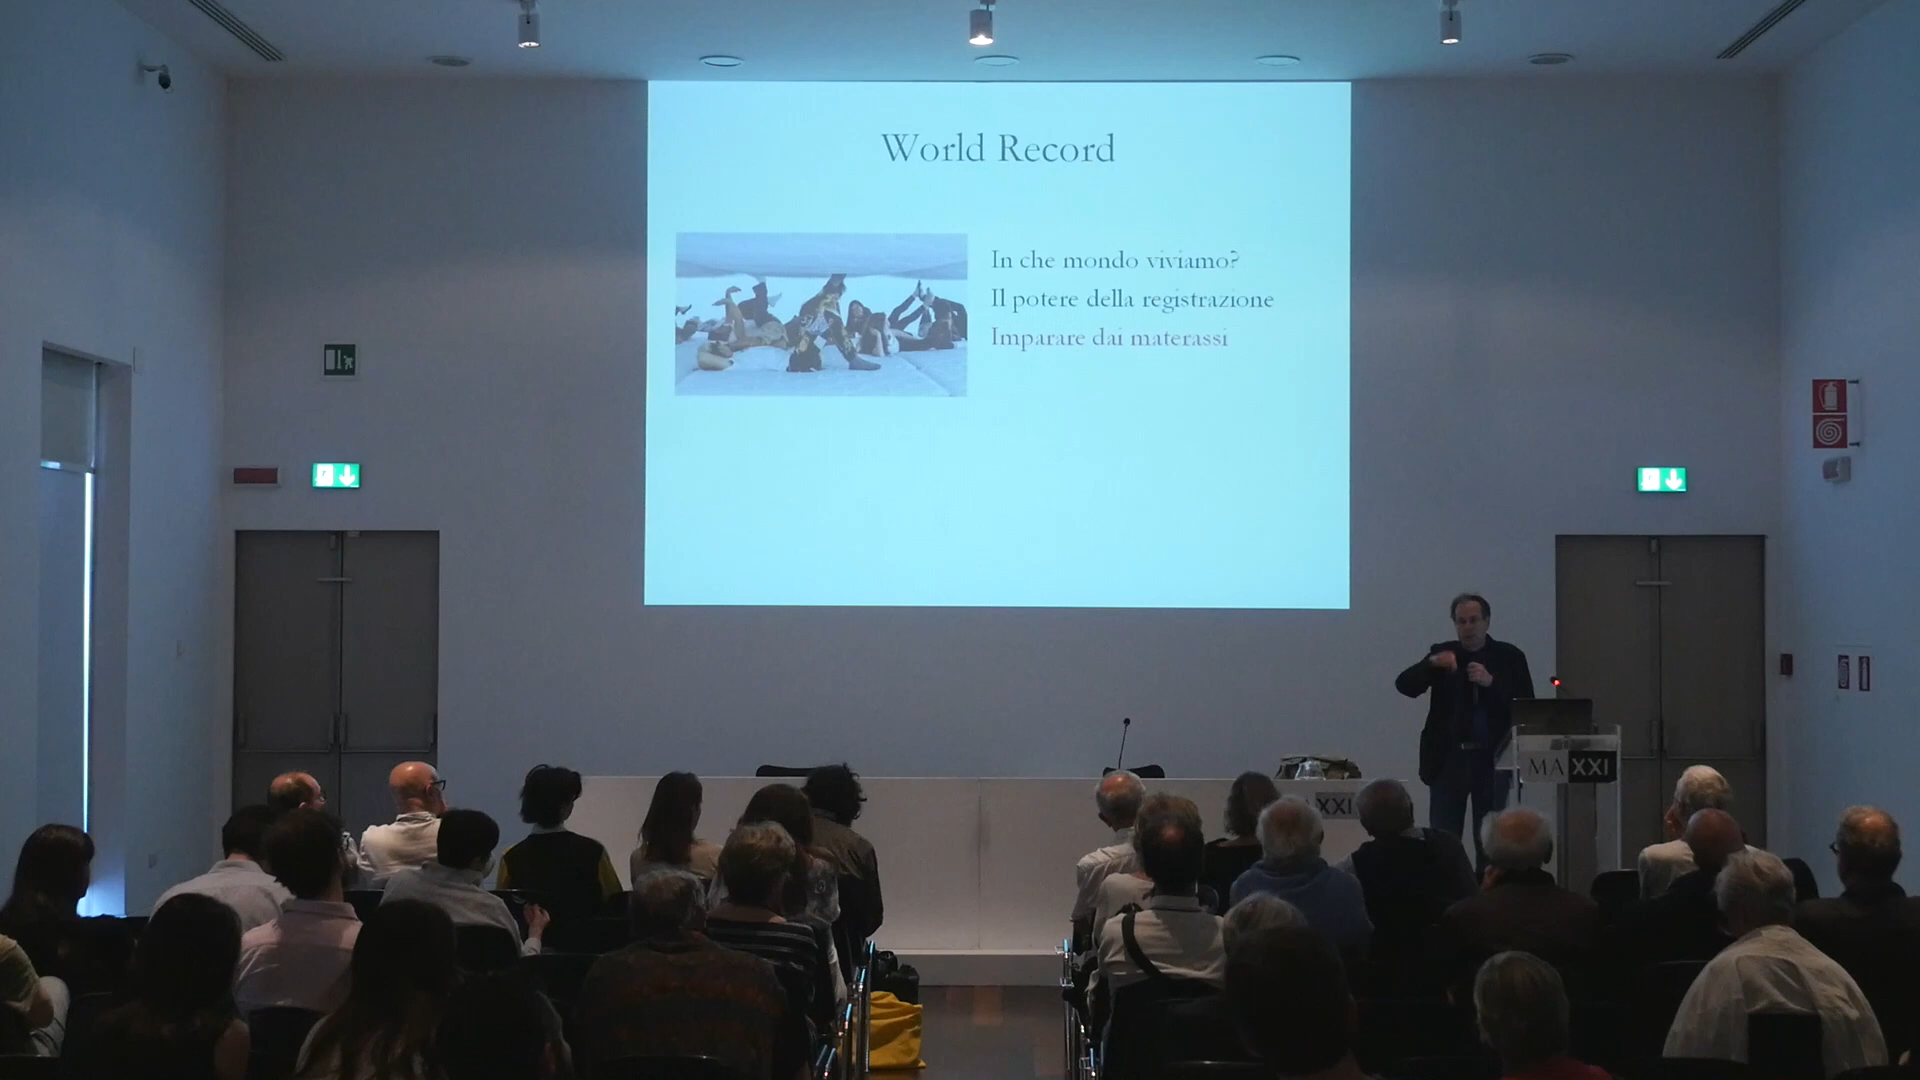 World Record
In che mondo viviamo?
Il potere della registrazione
Imparare dai materassi
MAXXI
XXI